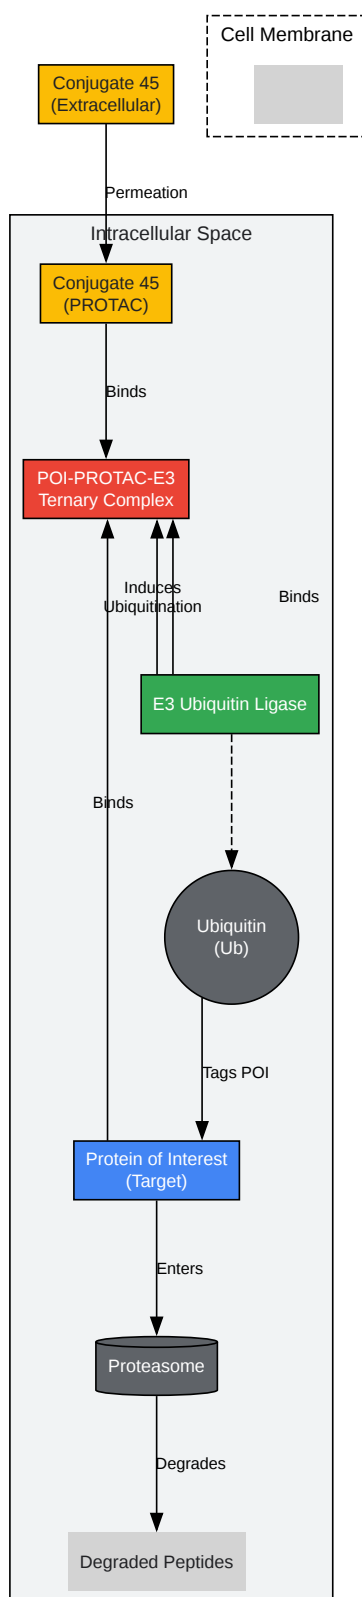 Cell Membrane
Conjugate 45
(Extracellular)
Permeation
Intracellular Space
Conjugate 45
(PROTAC)
Binds
POI-PROTAC-E3
Ternary Complex
Induces
Ubiquitination
Binds
E3 Ubiquitin Ligase
Binds
Ubiquitin
(Ub)
Tags POI
Protein of Interest
(Target)
Enters
Proteasome
Degrades
Degraded Peptides